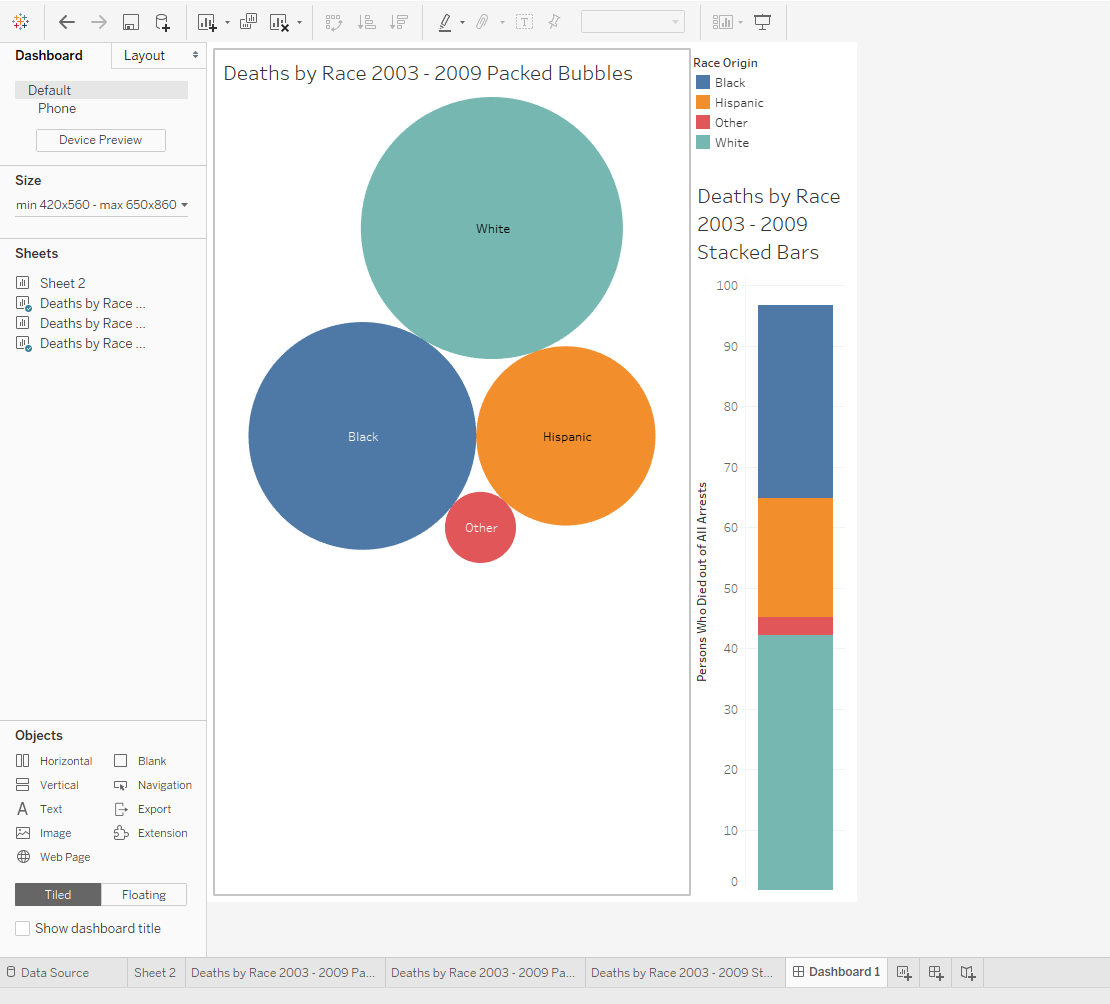 Dashboard
Layout
Default
Phone
Device Preview
Size
min 420x560 - max 650x860
Sheets
Sheet 2
Deaths by Race ...
Deaths by Race ...
Deaths by Race ...
Objects
Horizontal
Blank
Vertical
Navigation
Text
Export
Image
Extension
Web Page
Tiled
Floating
Show dashboard title
Deaths by Race 2003 - 2009 Packed Bubbles
White
Black
Hispanic
Other
Race Origin
Black
Hispanic
Other
White
Deaths by Race
2003 - 2009
Stacked Bars
Persons Who Died out of All Arrests
100
90
80
70
60
50
40
30
20
10
0
Data Source
Sheet 2
Deaths by Race 2003 - 2009 Pa...
Deaths by Race 2003 - 2009 Pa...
Deaths by Race 2003 - 2009 St...
Dashboard 1